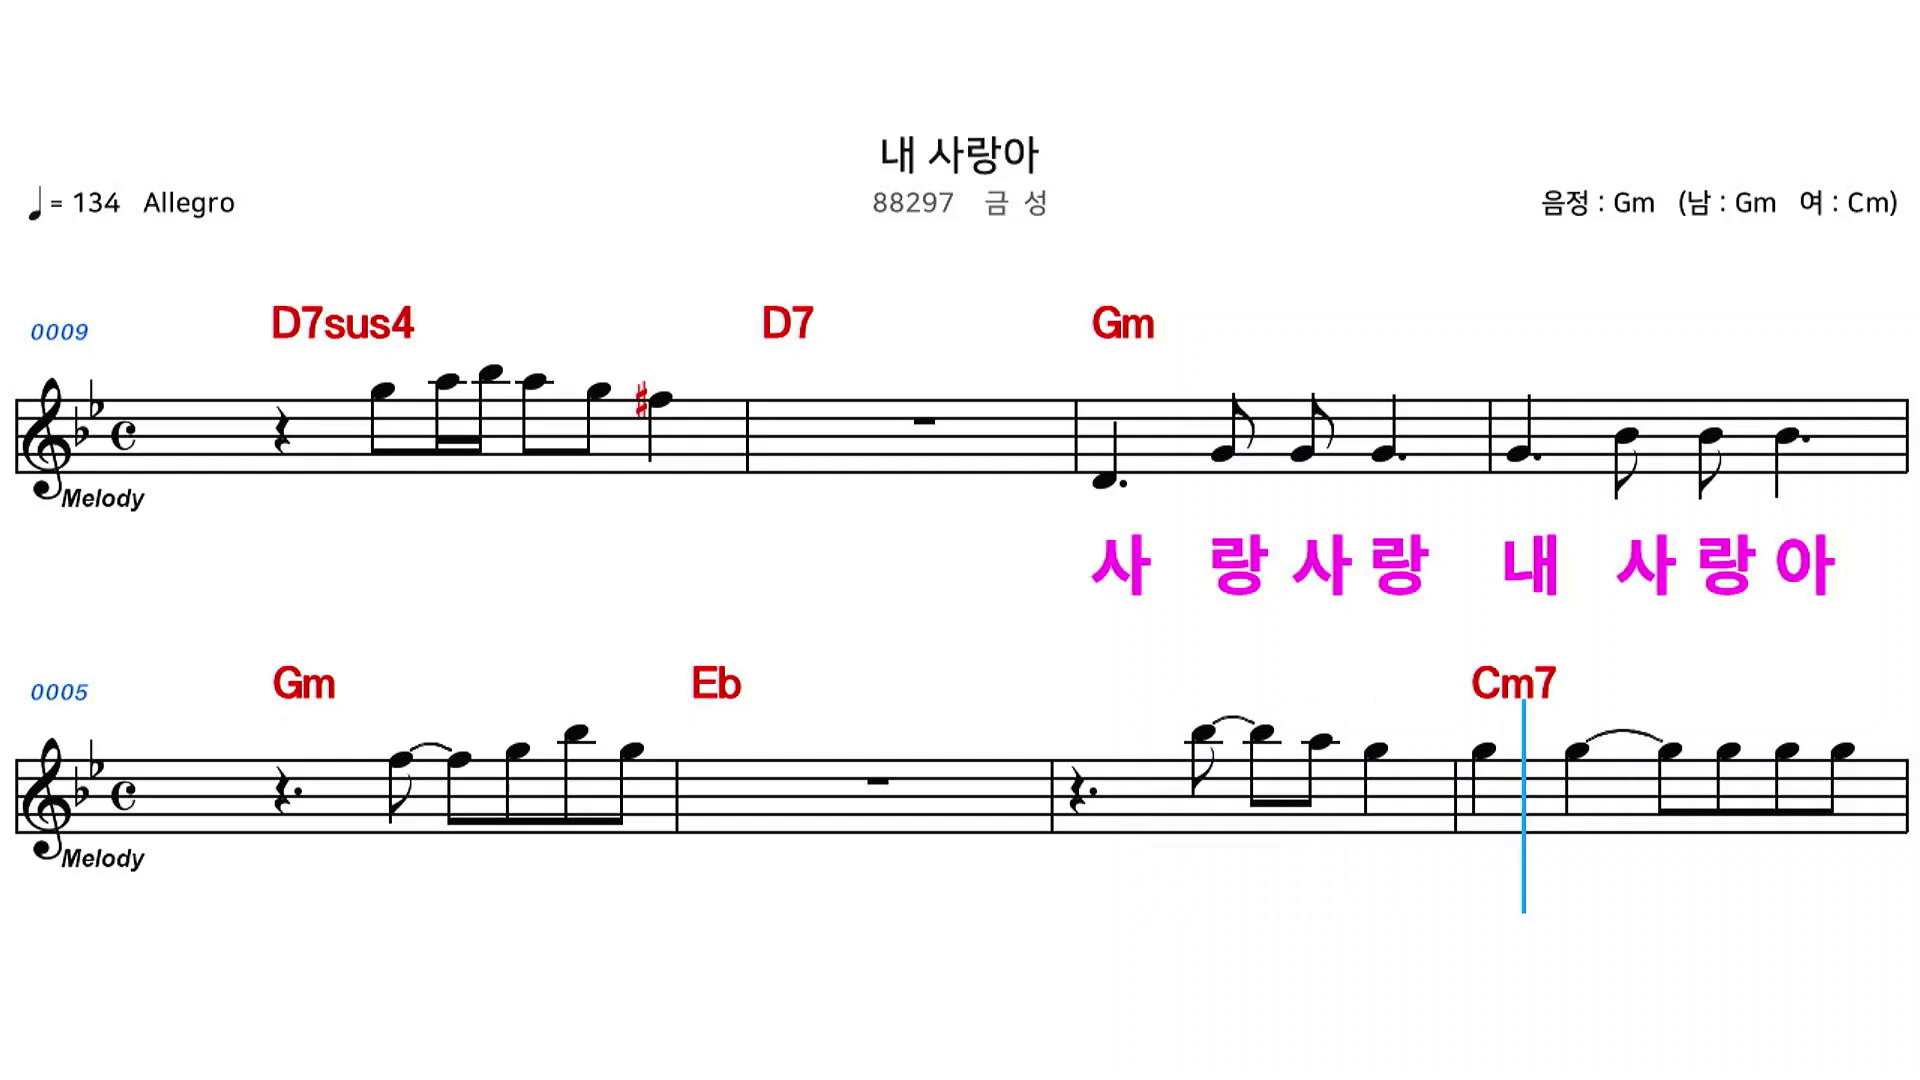 내 사랑아
= 134 Allegro
88297 금 성
음정 : Gm (남 : Gm 여 : Cm)
0009
D7sus4 D7 Gm
Melody
사 랑 사 랑 내 사 랑 아
0005
Gm Eb Cm7
Melody